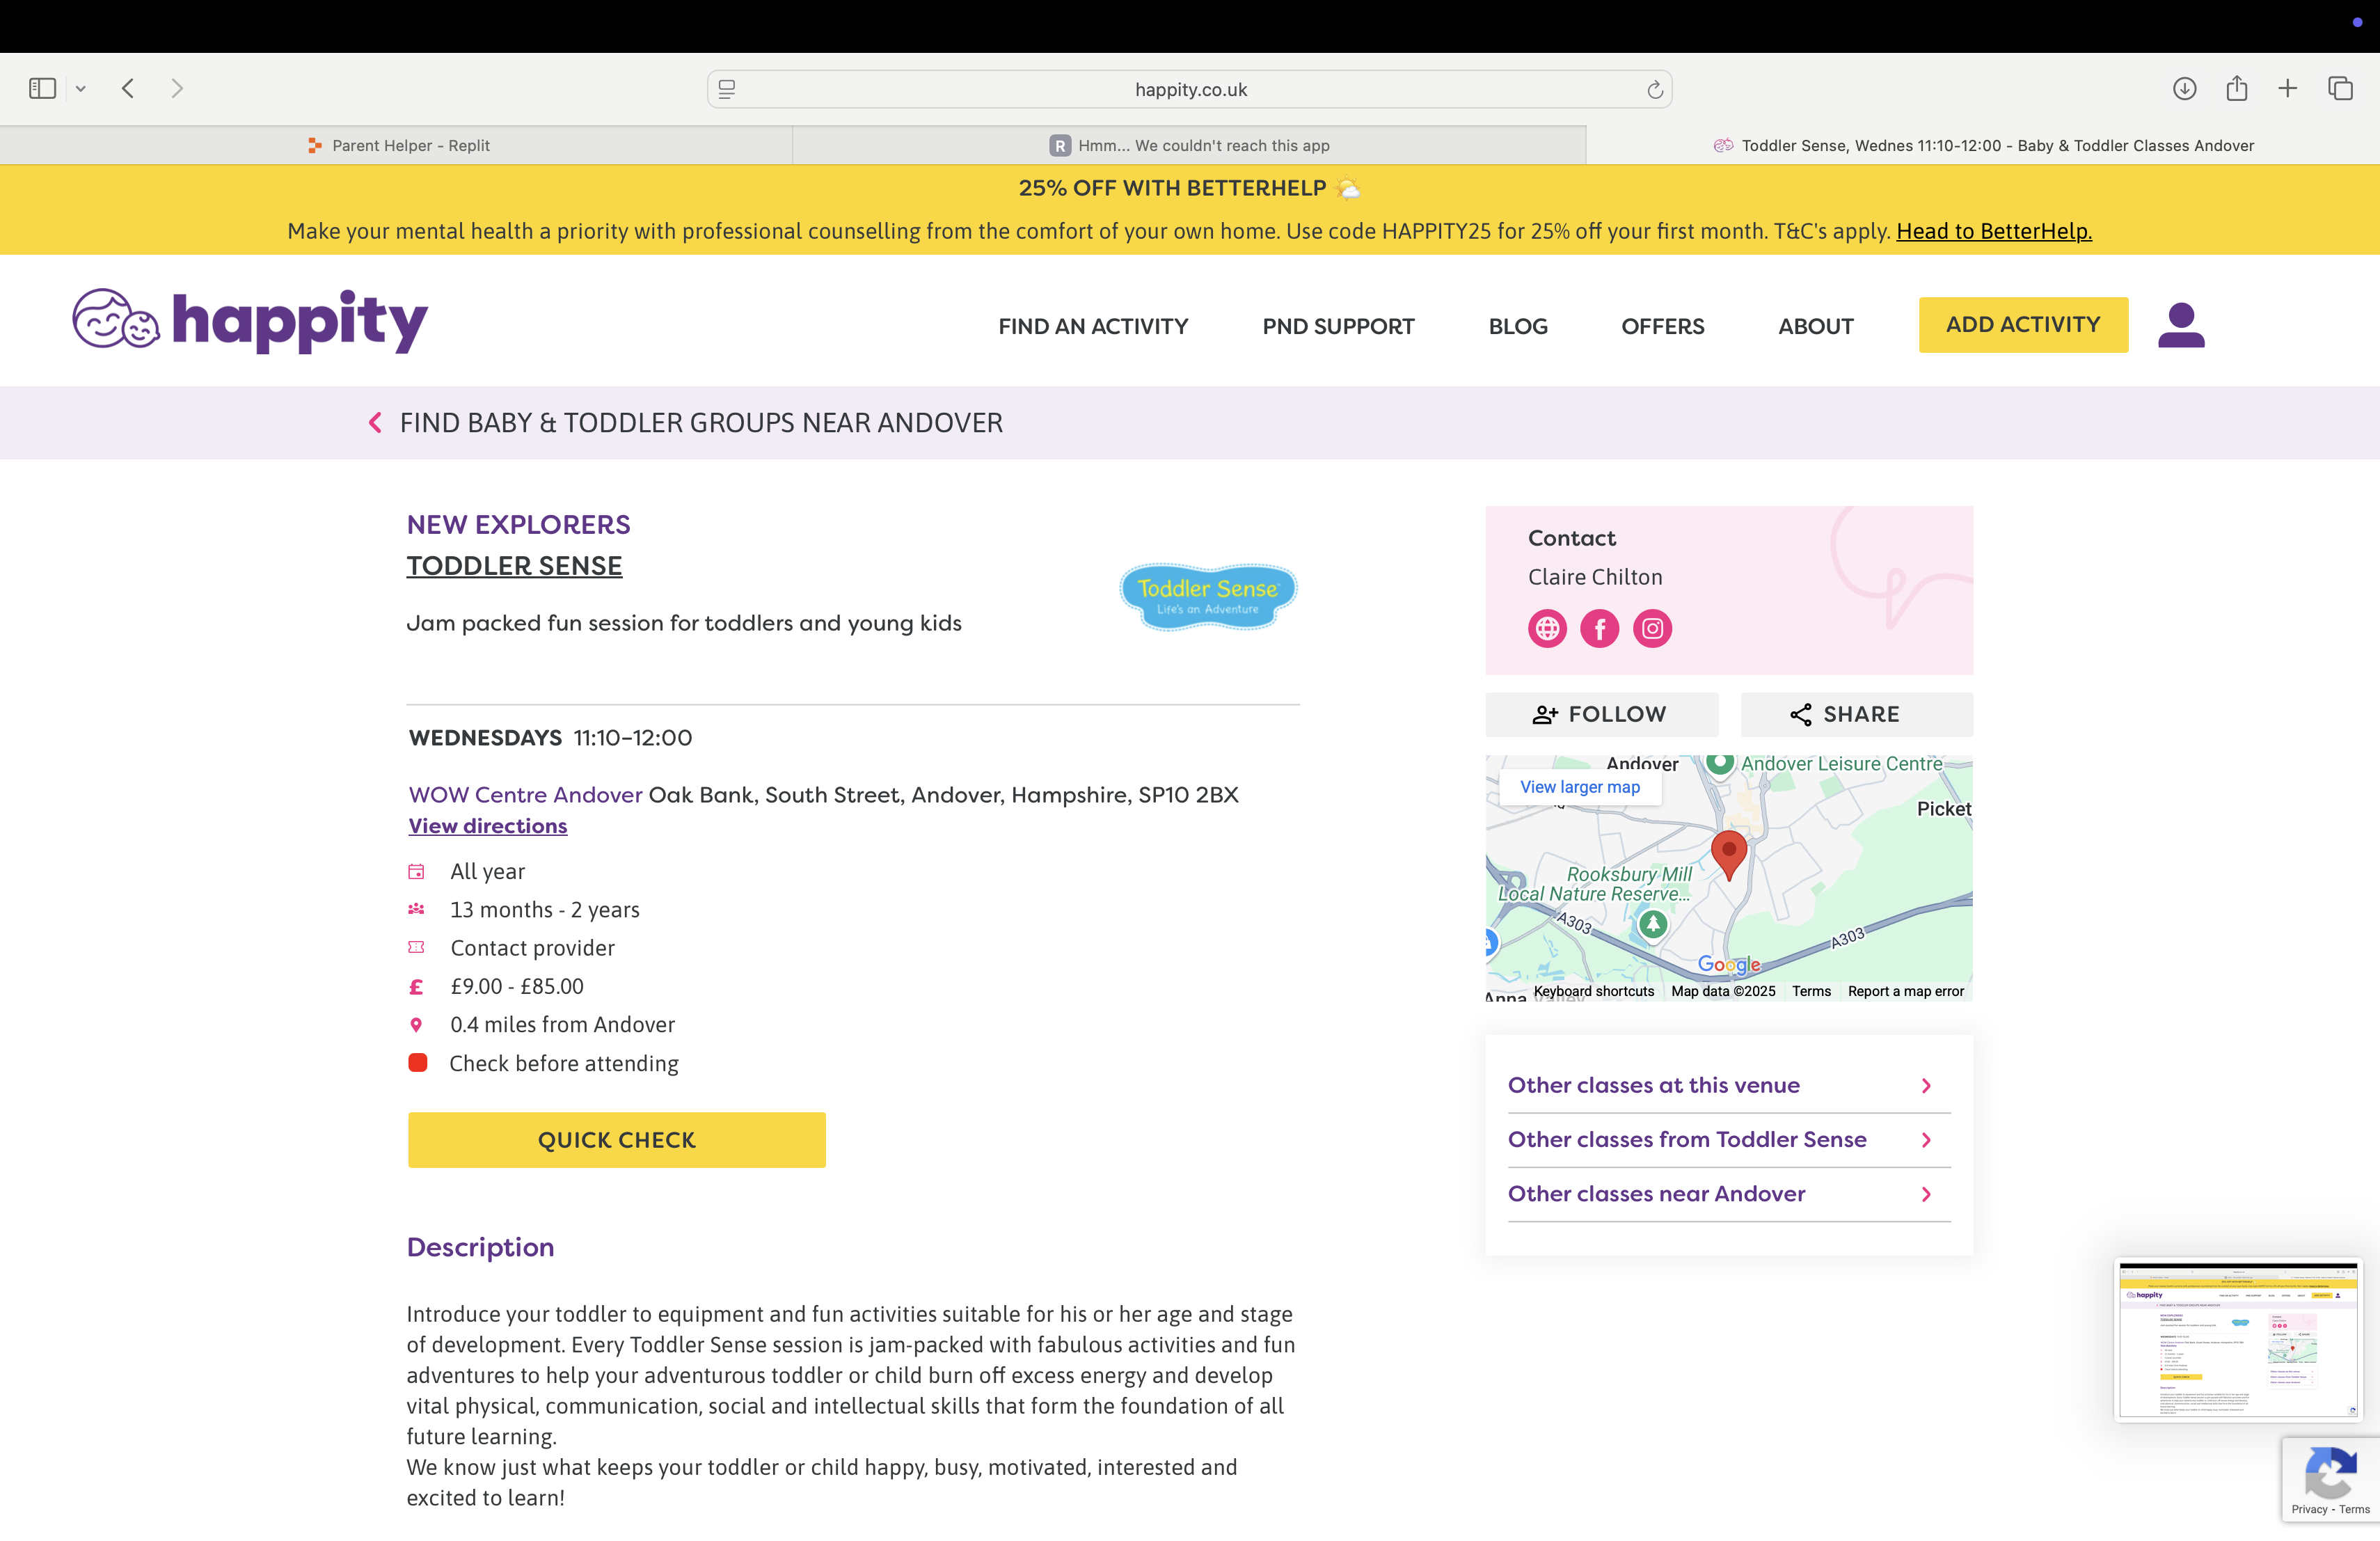 happity.co.uk
Parent Helper - Replit
R Hmm... We couldn't reach this app
Toddler Sense, Wednes 11:10-12:00 - Baby & Toddler Classes Andover
25% OFF WITH BETTERHELP
Make your mental health a priority with professional counselling from the comfort of your own home. Use code HAPPITY25 for 25% off your first month. T&C's apply. Head to BetterHelp.
happity
FIND AN ACTIVITY
PND SUPPORT
BLOG
OFFERS
ABOUT
ADD ACTIVITY
FIND BABY & TODDLER GROUPS NEAR ANDOVER
NEW EXPLORERS
TODDLER SENSE
Jam packed fun session for toddlers and young kids
Toddler Sense™
Life's an Adventure
WEDNESDAYS 11:10–12:00
WOW Centre Andover Oak Bank, South Street, Andover, Hampshire, SP10 2BX
View directions
All year
13 months - 2 years
Contact provider
£ £9.00 - £85.00
0.4 miles from Andover
Check before attending
QUICK CHECK
Description
Introduce your toddler to equipment and fun activities suitable for his or her age and stage
of development. Every Toddler Sense session is jam-packed with fabulous activities and fun
adventures to help your adventurous toddler or child burn off excess energy and develop
vital physical, communication, social and intellectual skills that form the foundation of all
future learning.
We know just what keeps your toddler or child happy, busy, motivated, interested and
excited to learn!
Contact
Claire Chilton
FOLLOW
SHARE
Andover
Andover Leisure Centre
View larger map
Picket
Rooksbury Mill
Local Nature Reserve...
A303
A303
Google
Anna Valley
Keyboard shortcuts
Map data ©2025
Terms
Report a map error
Other classes at this venue
Other classes from Toddler Sense
Other classes near Andover
happity
Privacy - Terms